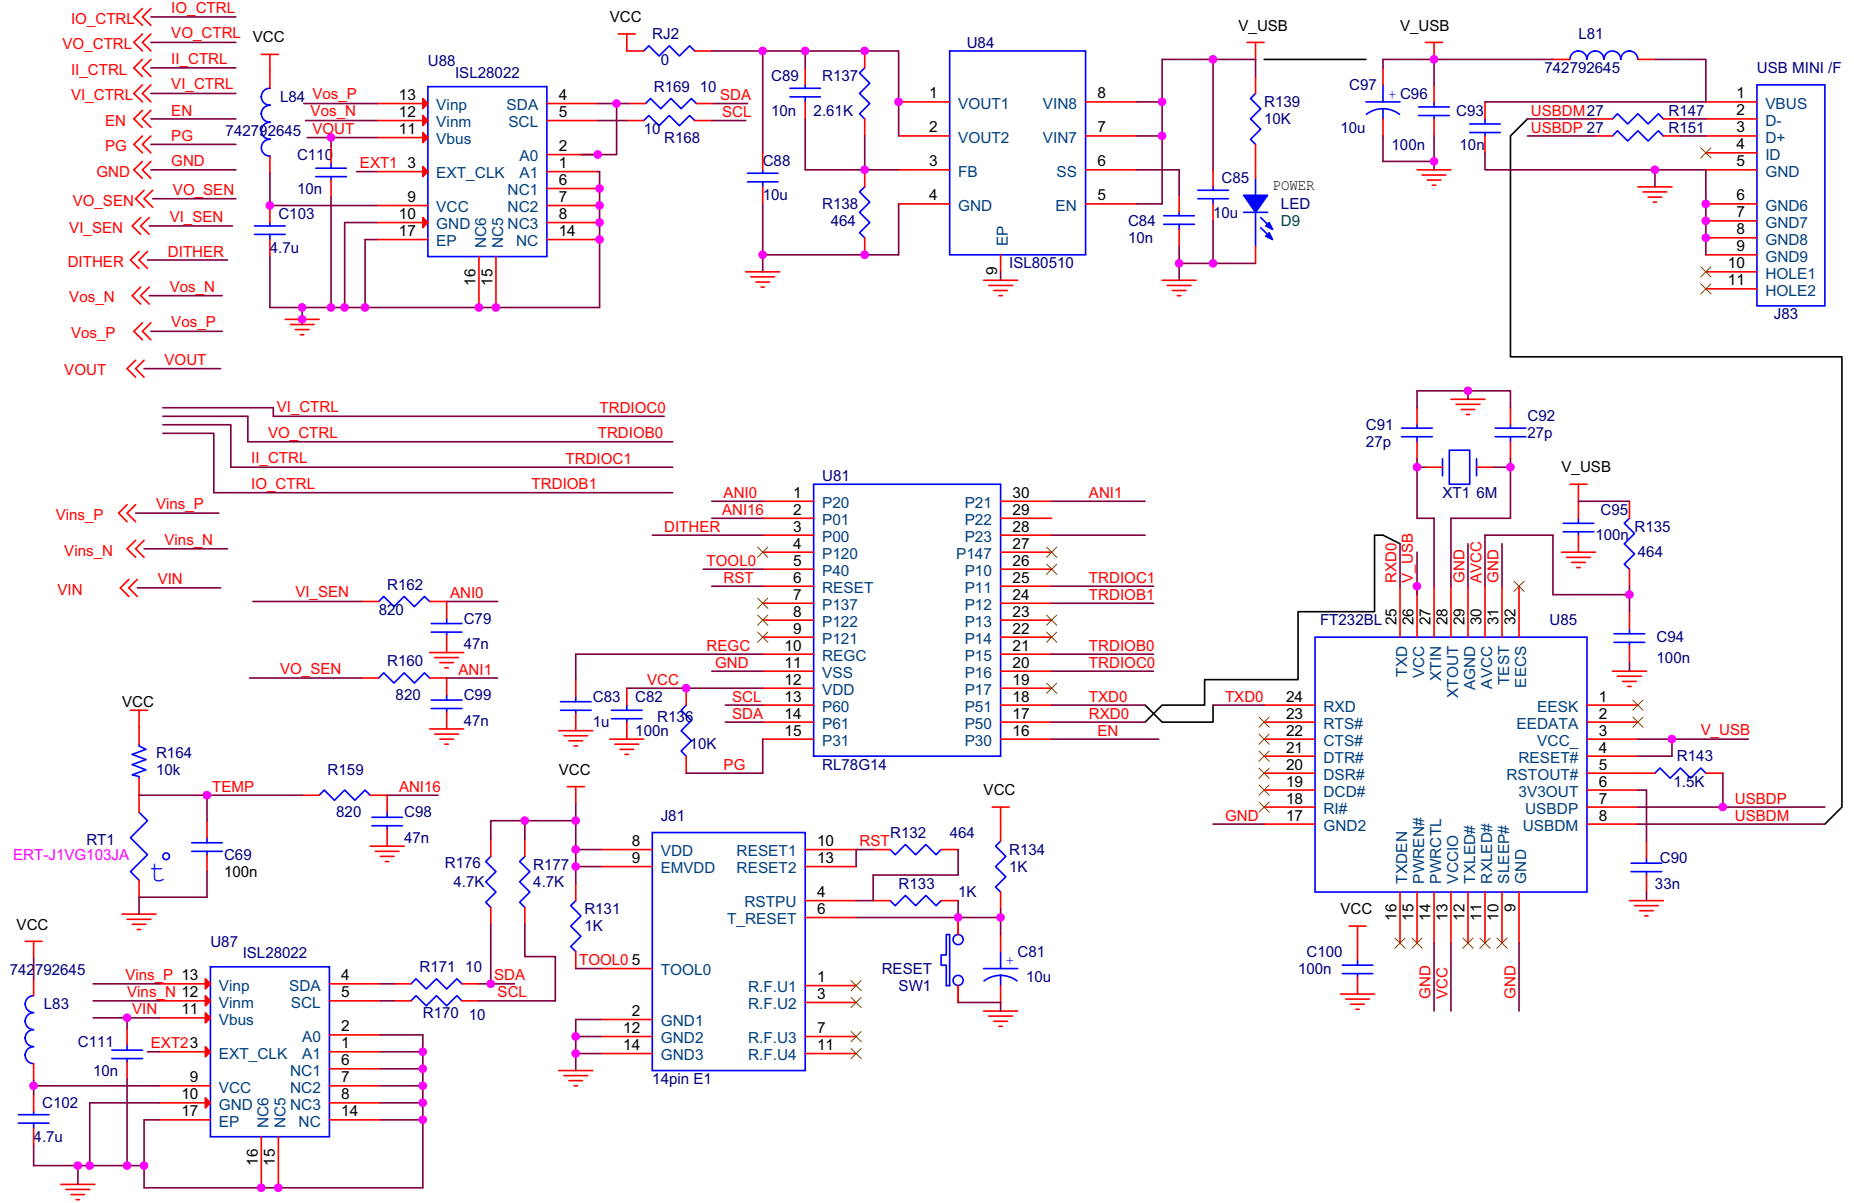 IO_CTRL IO_CTRL
VO_CTRL VO_CTRL
II_CTRL II_CTRL
VI_CTRL VI_CTRL
EN EN
PG PG
GND GND
VO_SEN VO_SEN
VI_SEN VI_SEN
DITHER DITHER
Vos_N Vos_N
Vos_P Vos_P
VOUT VOUT
VCC
L84
742792645
C110
10n
C103
4.7u
Vos_P
Vos_N
VOUT
EXT1
U88
ISL28022
13 Vinp
12 Vinm
11 Vbus
3 EXT_CLK
9 VCC
10 GND
17 EP
SDA 4
SCL 5
A0 2
A1 1
NC1 6
NC2 7
NC3 8
NC 14
NC6 16
NC5 15
R169 10 SDA
10 R168 SCL
VCC
RJ2
0
C89
10n
R137
2.61K
C88
10u
R138
464
U84
1 VOUT1
2 VOUT2
3 FB
4 GND
VIN8 8
VIN7 7
SS 6
EN 5
EP 9
ISL80510
V_USB
R139
10K
C85
10u
C84
10n
POWER
LED
D9
V_USB
C97
10u
C96
100n
C93
10n
L81
742792645
USB MINI /F
USBDM 27 R147
USBDP 27 R151
1 VBUS
2 D-
3 D+
4 ID
5 GND
6 GND6
7 GND7
8 GND8
9 GND9
10 HOLE1
11 HOLE2
J83
VI_CTRL TRDIOC0
VO_CTRL TRDIOB0
II_CTRL TRDIOC1
IO_CTRL TRDIOB1
Vins_P Vins_P
Vins_N Vins_N
VIN VIN
VI_SEN R162 820 ANI0
C79
47n
VO_SEN R160 820 ANI1
C99
47n
VCC
R164
10k
TEMP
R159
820
ANI16
C98
47n
RT1
ERT-J1VG103JA
t°
C69
100n
U81
ANI0 1 P20
ANI16 2 P01
DITHER 3 P00
4 P120
TOOL0 5 P40
RST 6 RESET
7 P137
8 P122
9 P121
REGC 10 REGC
GND 11 VSS
VCC 12 VDD
SCL 13 P60
SDA 14 P61
15 P31
PG
P21 30 ANI1
P22 29
P23 28
P147 27
P10 26
P11 25 TRDIOC1
P12 24 TRDIOB1
P13 23
P14 22
P15 21 TRDIOB0
P16 20 TRDIOC0
P17 19
P51 18 TXD0
P50 17 RXD0
P30 16 EN
RL78G14
C83
1u
C82
100n
R136
10K
C91
27p
C92
27p
XT1 6M
V_USB
C95
100n
R135
464
C94
100n
FT232BL
U85
RXD0 25 TXD
V_USB 26 VCC
27 XTIN
28 XTOUT
GND 29 AGND
AVCC 30 AVCC
GND 31 TEST
32 EECS
TXD0 24 RXD
23 RTS#
22 CTS#
21 DTR#
20 DSR#
19 DCD#
18 RI#
GND 17 GND2
EESK 1
EEDATA 2
VCC_ 3 V_USB
RESET# 4
RSTOUT# 5
3V3OUT 6
USBDP 7 USBDP
USBDM 8 USBDM
R143
1.5K
TXDEN 16
PWREN# 15
PWRCTL 14 GND
VCCIO 13 VCC
TXLED# 12
RXLED# 11
SLEEP# 10
GND 9 GND
C90
33n
VCC
C100
100n
VCC
R176
4.7K
R177
4.7K
R131
1K
TOOL0
J81
8 VDD
9 EMVDD
5 TOOL0
2 GND1
12 GND2
14 GND3
RESET1 10
RESET2 13
RSTPU 4
T_RESET 6
R.F.U1 1
R.F.U2 3
R.F.U3 7
R.F.U4 11
14pin E1
RST
R132 464
R133 1K
VCC
R134
1K
RESET
SW1
C81
10u
VCC
742792645
L83
C111
10n
C102
4.7u
Vins_P
Vins_N
VIN
EXT2
U87
ISL28022
13 Vinp
12 Vinm
11 Vbus
3 EXT_CLK
9 VCC
10 GND
17 EP
SDA 4
SCL 5
A0 2
A1 1
NC1 6
NC2 7
NC3 8
NC 14
NC6 16
NC5 15
R171 10 SDA
R170 10 SCL